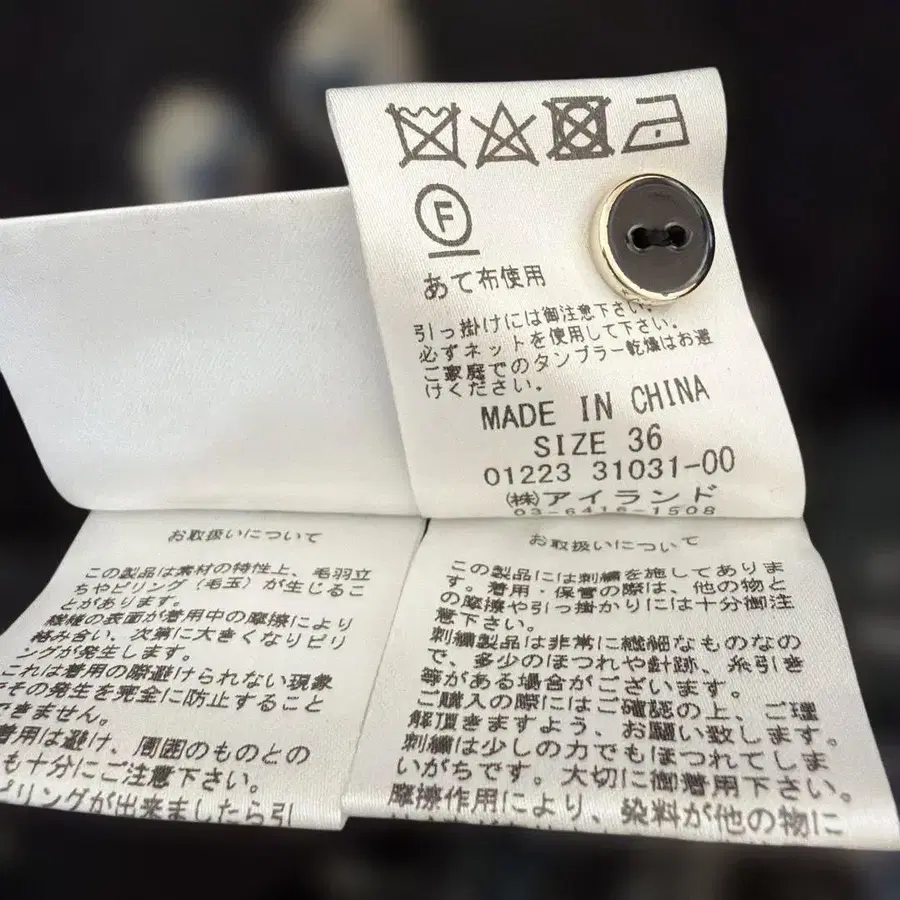 F
あて布使用
引っ掛けには御注意下さい。
必ずネットを使用して下さい。
ご家庭でのタンブラー乾燥はお避
けください。
MADE IN CHINA
SIZE 36
01223 31031-00
㈱アイランド
03-6416-1508
お取扱いについて
この製品は素材の特性上、毛羽立
ちやピリング（毛玉）が生じるこ
とがあります。
繊維の表面が着用中の摩擦により
絡み合い、次第に大きくなりピリ
ングが発生します。
これは着用の際避けられない現象
でその発生を完全に防止すること
できません。
着用は避け、周囲のものとの
も十分にご注意下さい。
ピリングが出来ましたら引
お取扱いについて
この製品には刺繍を施してありま
す。着用・保管の際は、他の物と
の摩擦や引っ掛かりには十分御注
意下さい。
刺繍製品は非常に繊細なものなの
で、多少のほつれや針跡、糸引き
等がある場合がございます。
ご購入の際にはご確認の上、ご理
解頂きますよう、お願い致します。
刺繍は少しの力でもほつれてしま
いがちです。大切に御着用下さい。
摩擦作用により、染料が他の物に